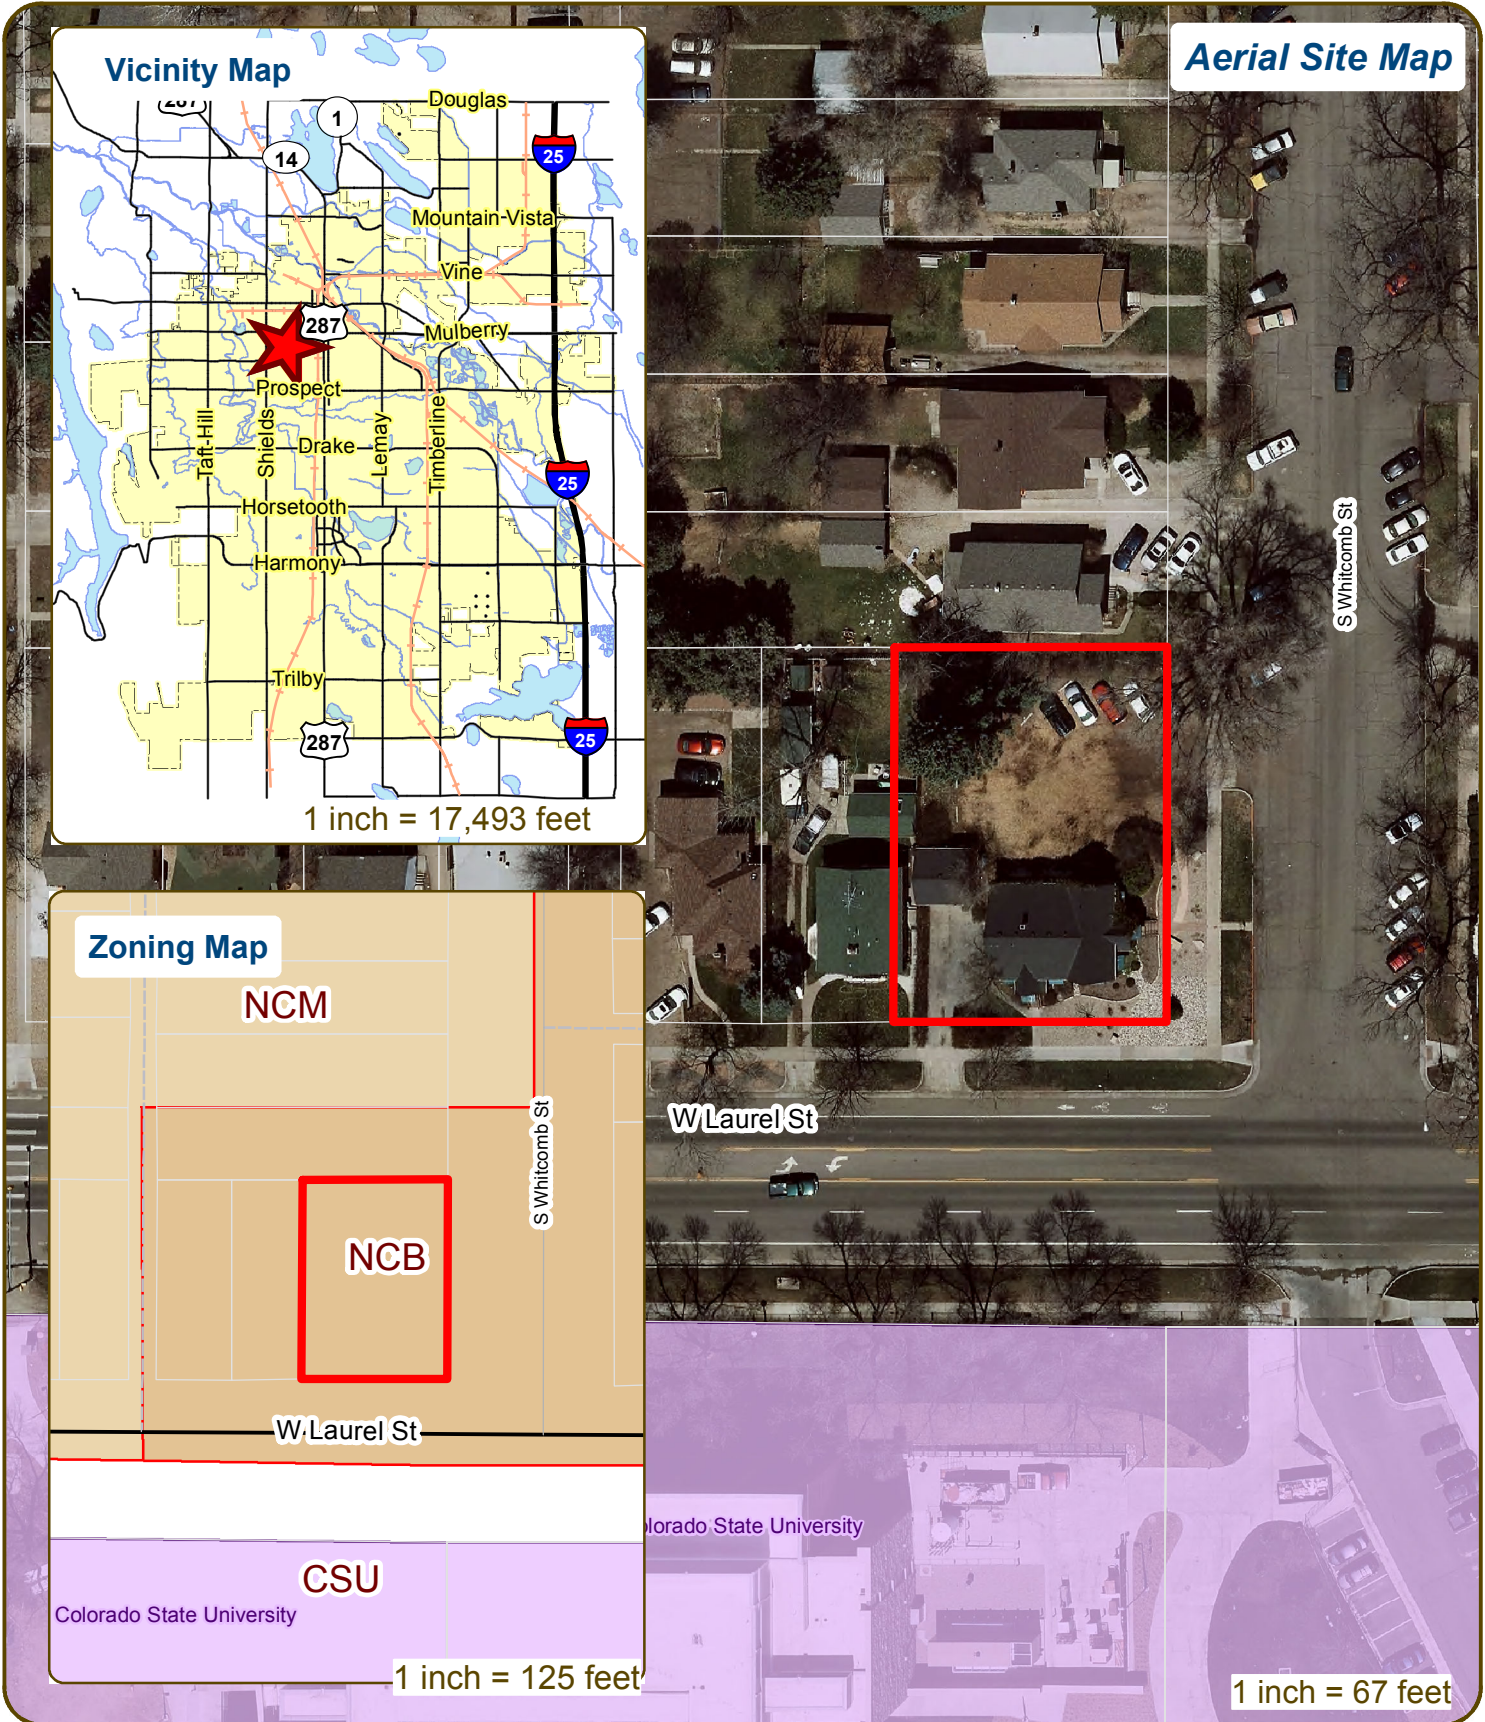 Vicinity Map
287
1
Douglas
14
25
Mountain-Vista
Vine
287
Mulberry
Prospect
Taft-Hill
Shields
Drake
Lemay
Timberline
25
Horsetooth
Harmony
Trilby
287
25
1 inch = 17,493 feet
Aerial Site Map
S Whitcomb St
W Laurel St
lorado State University
1 inch = 67 feet
Zoning Map
NCM
S Whitcomb St
NCB
W Laurel St
CSU
Colorado State University
1 inch = 125 feet